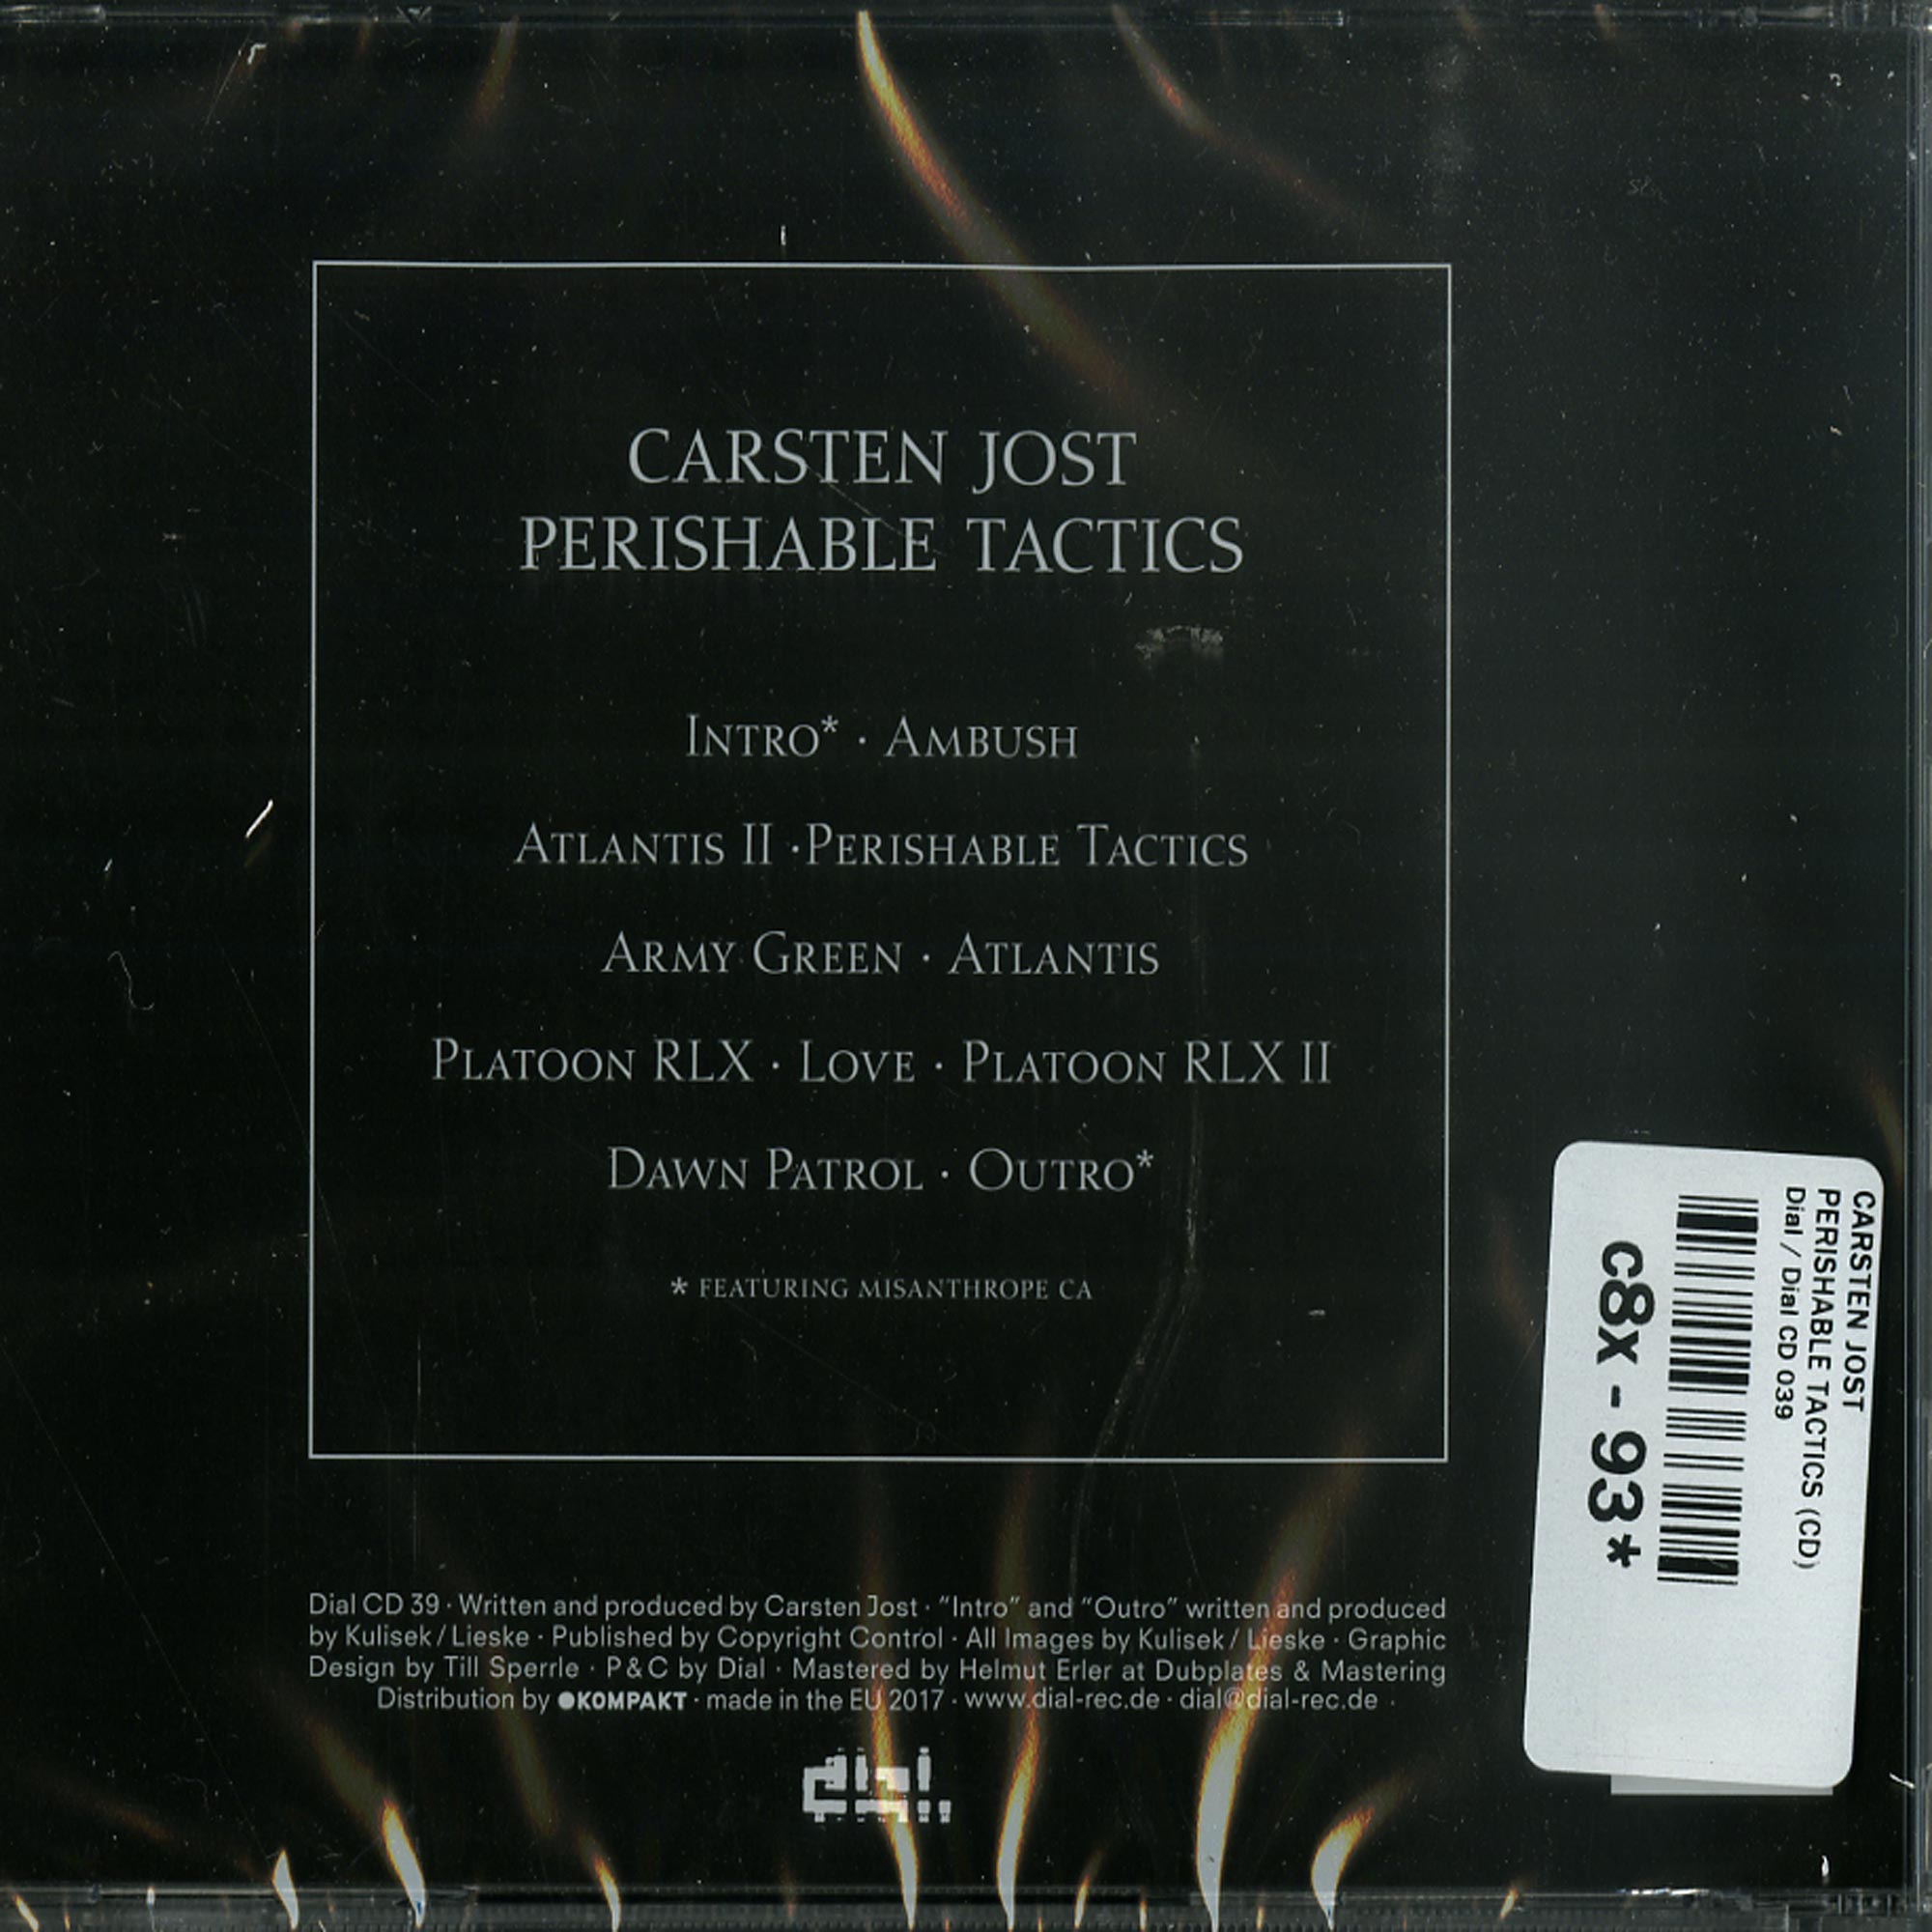 CARSTEN JOST
PERISHABLE TACTICS
INTRO* · AMBUSH
ATLANTIS II ·PERISHABLE TACTICS
ARMY GREEN · ATLANTIS
PLATOON RLX · LOVE · PLATOON RLX II
DAWN PATROL · OUTRO*
* FEATURING MISANTHROPE CA
Dial CD 39 · Written and produced by Carsten Jost · “Intro” and “Outro” written and produced
by Kulisek / Lieske · Published by Copyright Control · All Images by Kulisek / Lieske · Graphic
Design by Till Sperrle · P & C by Dial · Mastered by Helmut Erler at Dubplates & Mastering
Distribution by KOMPAKT · made in the EU 2017 · www.dial-rec.de · dial@dial-rec.de ·
dial
CARSTEN JOST
PERISHABLE TACTICS (CD)
Dial / Dial CD 039
c8x - 93*